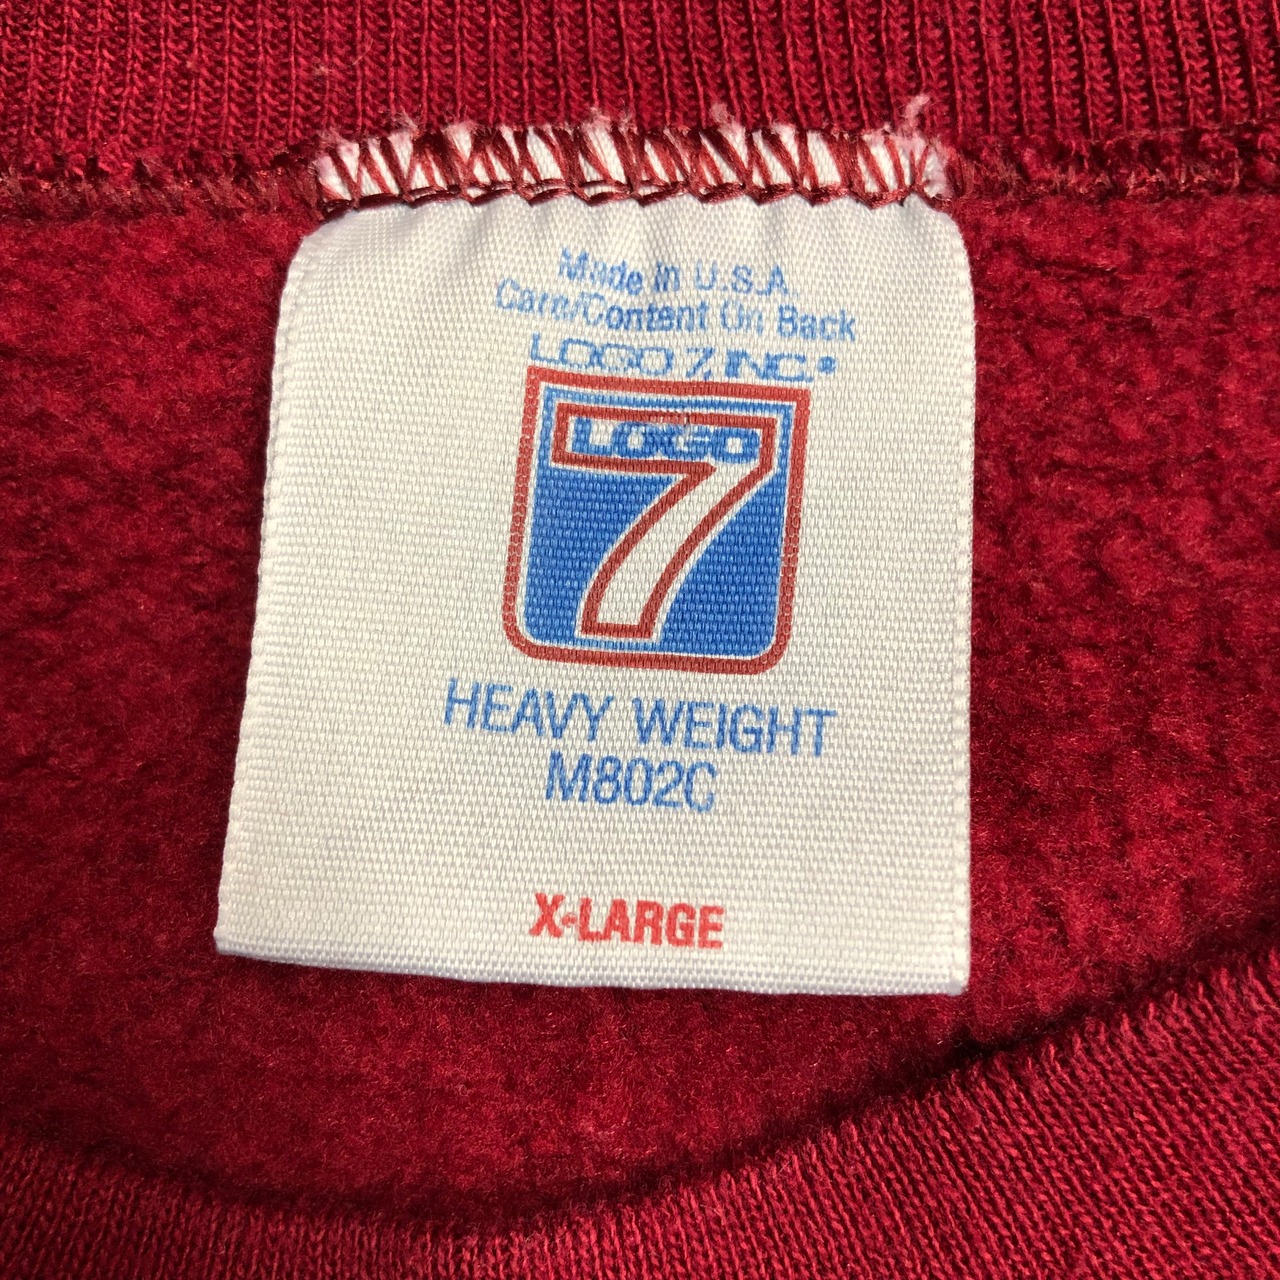 Made in U.S.A.
Care/Content On Back
LOGO 7, INC.®
LOGO
7
HEAVY WEIGHT
M802C
X-LARGE